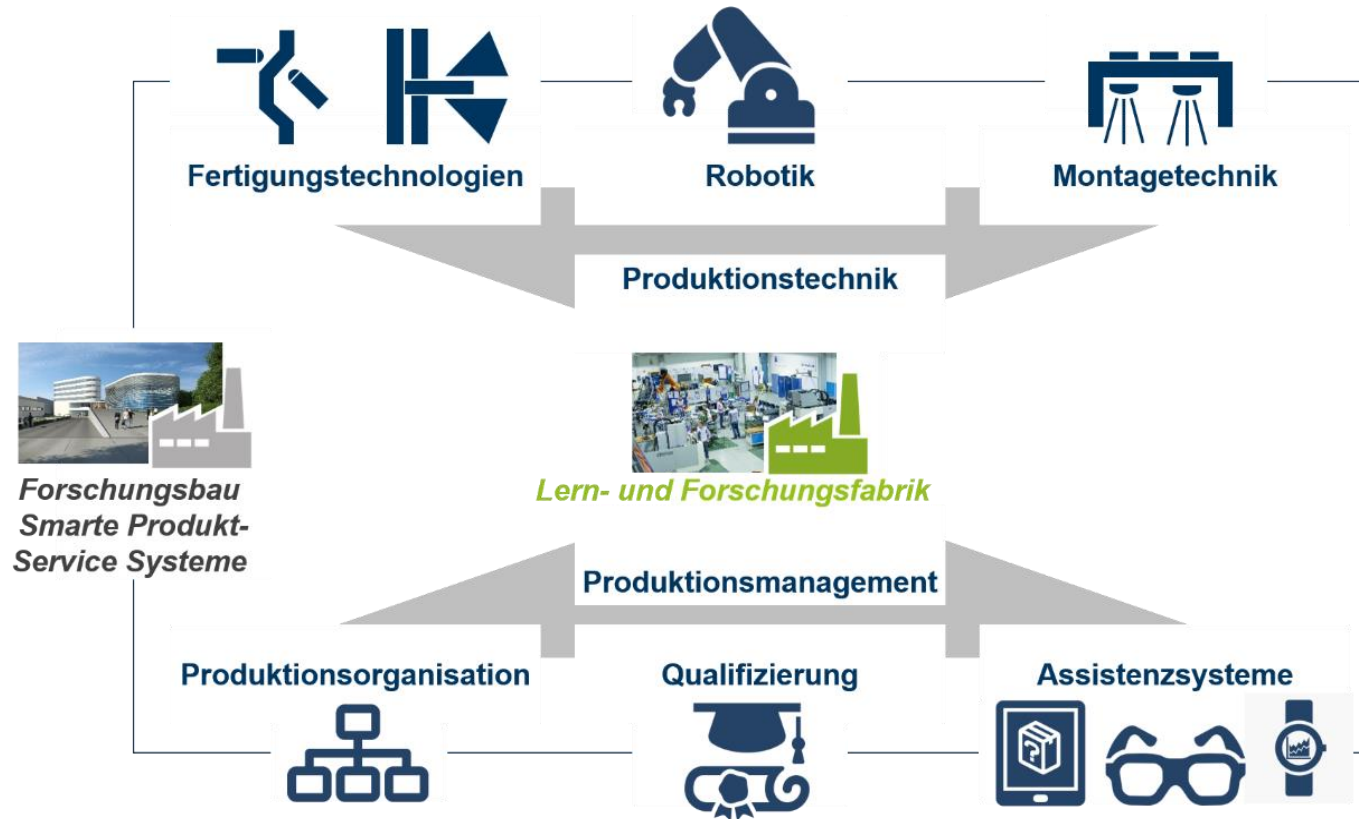 Fertigungstechnologien
Robotik
Montagetechnik
Produktionstechnik
Forschungsbau
Smarte Produkt-
Service Systeme
Lern- und Forschungsfabrik
Produktionsmanagement
Produktionsorganisation
Qualifizierung
Assistenzsysteme
?